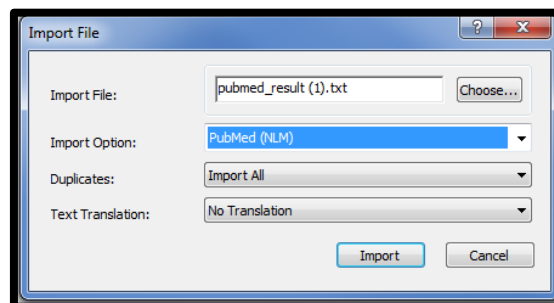 Import File
Import File: pubmed_result (1).txt Choose...
Import Option: PubMed (NLM)
Duplicates: Import All
Text Translation: No Translation
Import Cancel